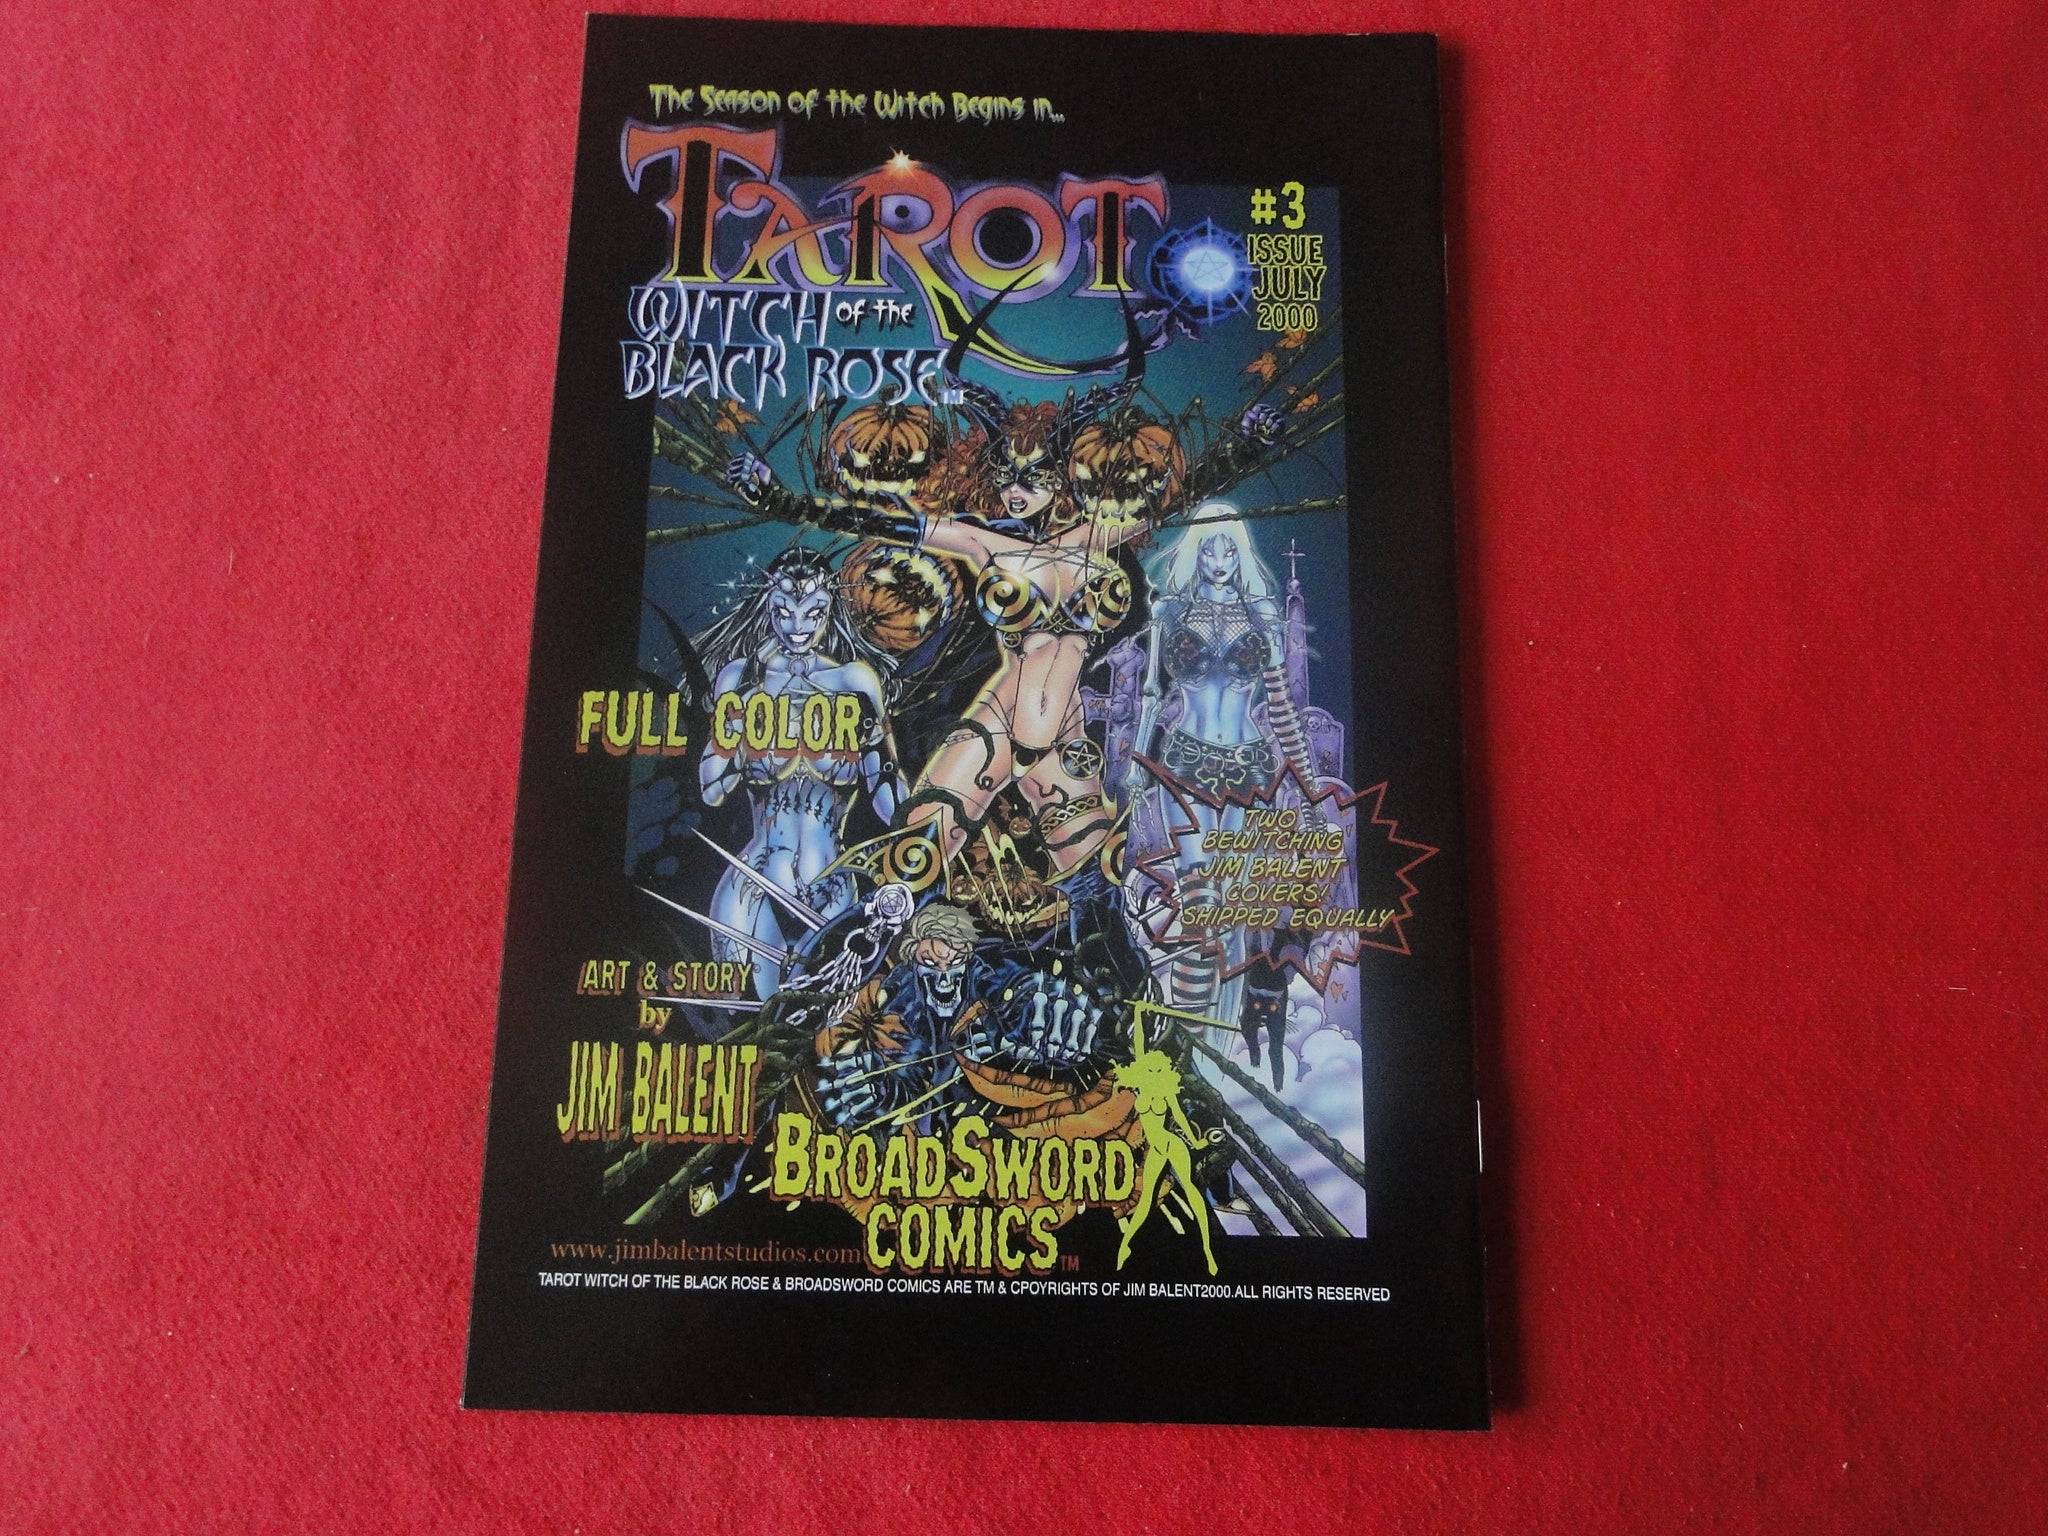 The Season of the Witch Begins in...
TAROT
WITCH of the
BLACK ROSE TM
#3
ISSUE
JULY
2000
FULL COLOR
TWO
BEWITCHING
JIM BALENT
COVERS!
SHIPPED EQUALLY
ART & STORY
by
JIM BALENT
BROADSWORD
COMICS TM
www.jimbalentstudios.com
TAROT WITCH OF THE BLACK ROSE & BROADSWORD COMICS ARE TM & CPOYRIGHTS OF JIM BALENT2000.ALL RIGHTS RESERVED